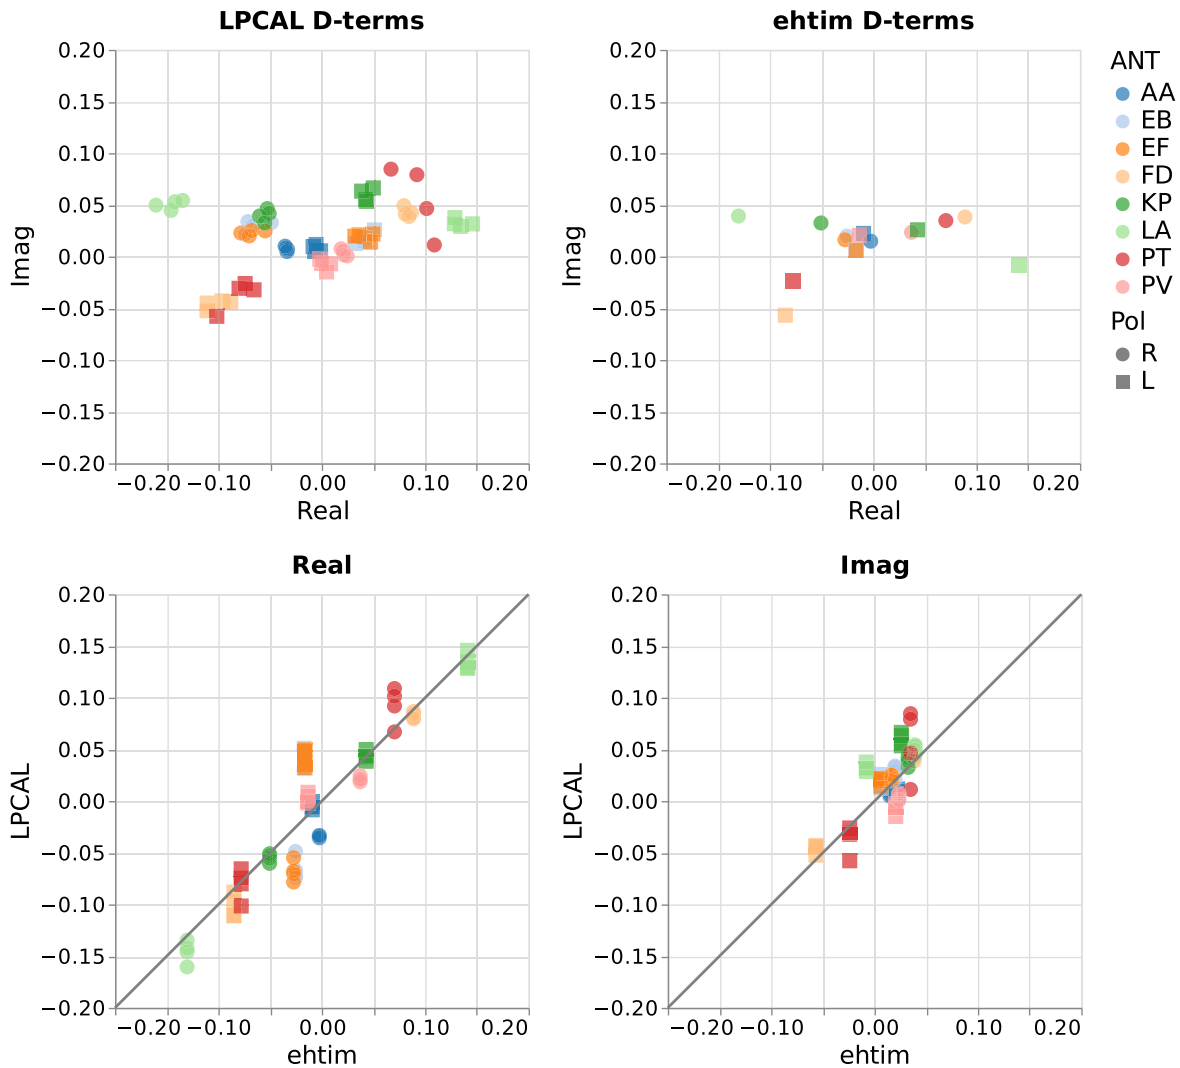 LPCAL D-terms
0.20
0.15
0.10
0.05
0.00
−0.05
−0.10
−0.15
−0.20
Imag
−0.20 −0.10 0.00 0.10 0.20
Real
ehtim D-terms
0.20
0.15
0.10
0.05
0.00
−0.05
−0.10
−0.15
−0.20
Imag
−0.20 −0.10 0.00 0.10 0.20
Real
ANT
AA
EB
EF
FD
KP
LA
PT
PV
Pol
R
L
Real
0.20
0.15
0.10
0.05
0.00
−0.05
−0.10
−0.15
−0.20
LPCAL
−0.20 −0.10 0.00 0.10 0.20
ehtim
Imag
0.20
0.15
0.10
0.05
0.00
−0.05
−0.10
−0.15
−0.20
LPCAL
−0.20 −0.10 0.00 0.10 0.20
ehtim